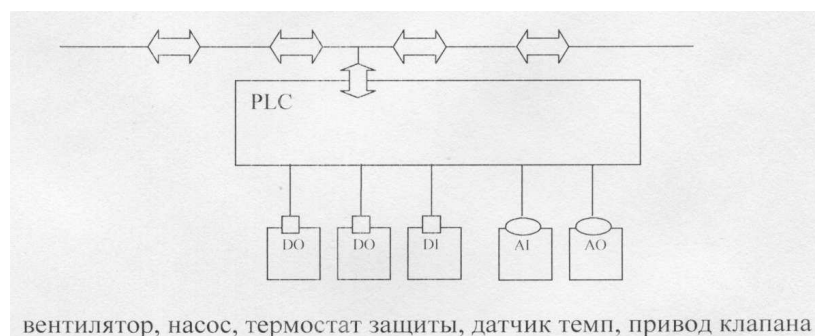 PLC
DO DO DI AI AO
вентилятор, насос, термостат защиты, датчик темп, привод клапана